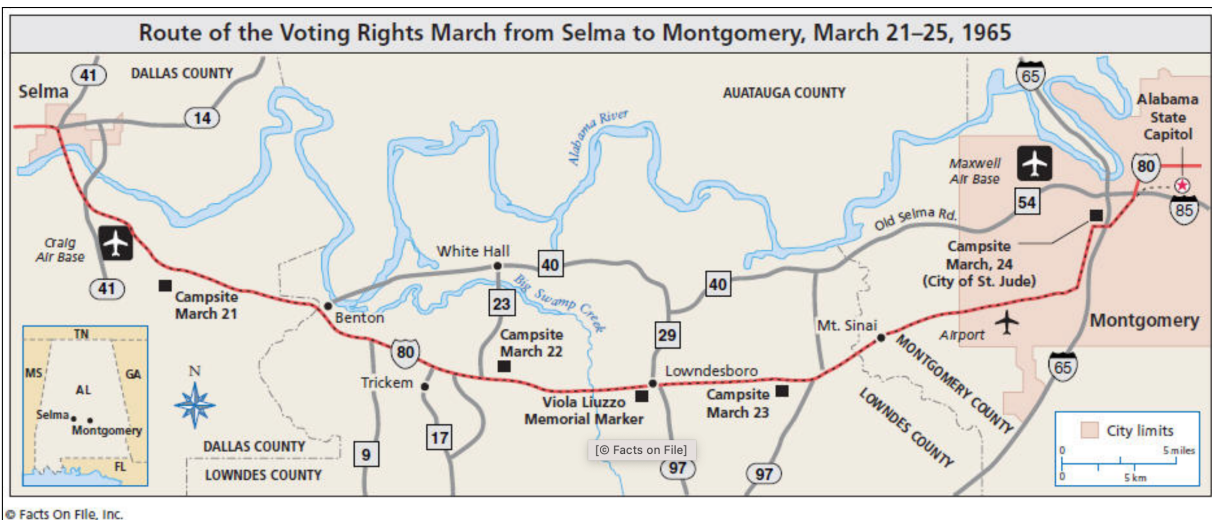 Route of the Voting Rights March from Selma to Montgomery, March 21–25, 1965
41
DALLAS COUNTY
Selma
14
AUATAUGA COUNTY
Alabama River
65
Alabama
State
Capitol
80
85
Maxwell
Air Base
54
Old Selma Rd.
Craig
Air Base
41
Campsite
March 21
White Hall
40
Big Swamp Creek
23
40
Campsite
March, 24
(City of St. Jude)
Benton
80
Campsite
March 22
29
Mt. Sinai
Airport
Montgomery
65
Trickem
Viola Liuzzo
Memorial Marker
Lowndesboro
Campsite
March 23
MONTGOMERY COUNTY
LOWNDES COUNTY
TN
MS
AL
GA
Selma
Montgomery
FL
N
DALLAS COUNTY
LOWNDES COUNTY
9
17
[© Facts on File]
97
97
City limits
0
5 miles
0
5 km
© Facts On File, Inc.